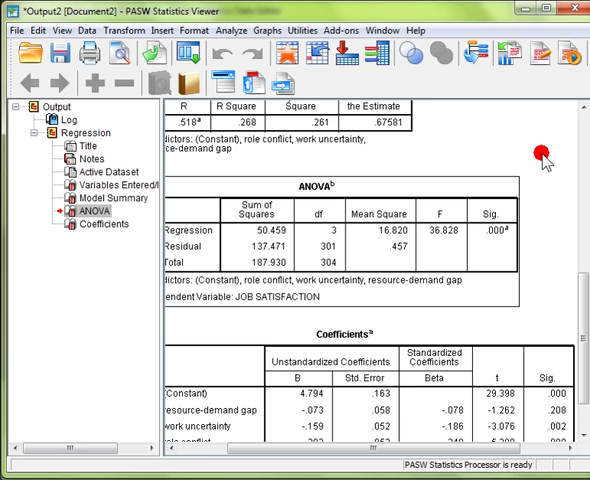 *Output2 [Document2] - PASW Statistics Viewer
File Edit View Data Transform Insert Format Analyze Graphs Utilities Add-ons Window Help
Output
Log
Regression
Title
Notes
Active Dataset
Variables Entered/
Model Summary
ANOVA
Coefficients
R R Square Square the Estimate
.518a .268 .261 .67581
dictors: (Constant), role conflict, work uncertainty,
ce-demand gap
ANOVAb
Sum of Squares df Mean Square F Sig.
Regression 50.459 3 16.820 36.828 .000a
Residual 137.471 301 .457
Total 187.930 304
dictors: (Constant), role conflict, work uncertainty, resource-demand gap
endent Variable: JOB SATISFACTION
Coefficientsa
Unstandardized Coefficients Standardized Coefficients
B Std. Error Beta t Sig.
(Constant) 4.794 .163 29.398 .000
resource-demand gap -.073 .058 -.078 -1.262 .208
work uncertainty -.159 .052 -.186 -3.076 .002
PASW Statistics Processor is ready